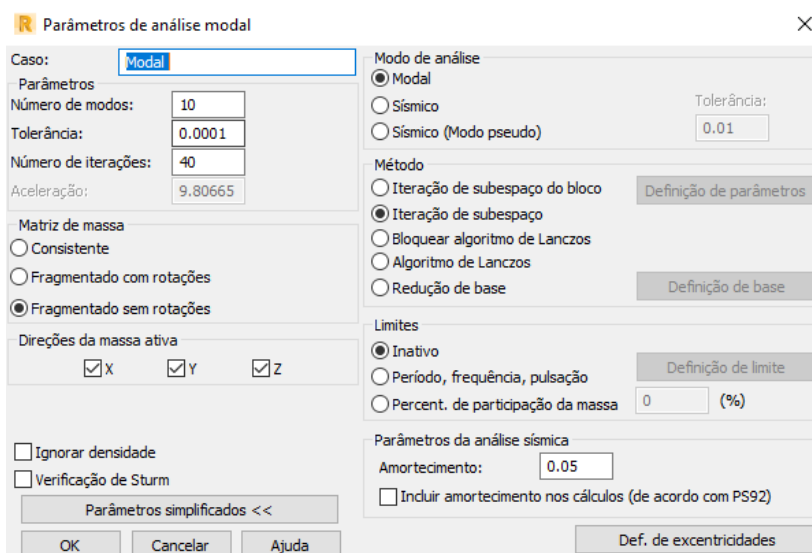 R Parâmetros de análise modal
Caso: Modal
Parâmetros
Número de modos: 10
Tolerância: 0.0001
Número de iterações: 40
Aceleração: 9.80665
Matriz de massa
Consistente
Fragmentado com rotações
Fragmentado sem rotações
Direções da massa ativa
X Y Z
Ignorar densidade
Verificação de Sturm
Parâmetros simplificados <<
OK Cancelar Ajuda
Modo de análise
Modal
Sísmico
Sísmico (Modo pseudo)
Tolerância:
0.01
Método
Iteração de subespaço do bloco Definição de parâmetros
Iteração de subespaço
Bloquear algoritmo de Lanczos
Algoritmo de Lanczos
Redução de base Definição de base
Limites
Inativo
Período, frequência, pulsação Definição de limite
Percent. de participação da massa 0 (%)
Parâmetros da análise sísmica
Amortecimento: 0.05
Incluir amortecimento nos cálculos (de acordo com PS92)
Def. de excentricidades